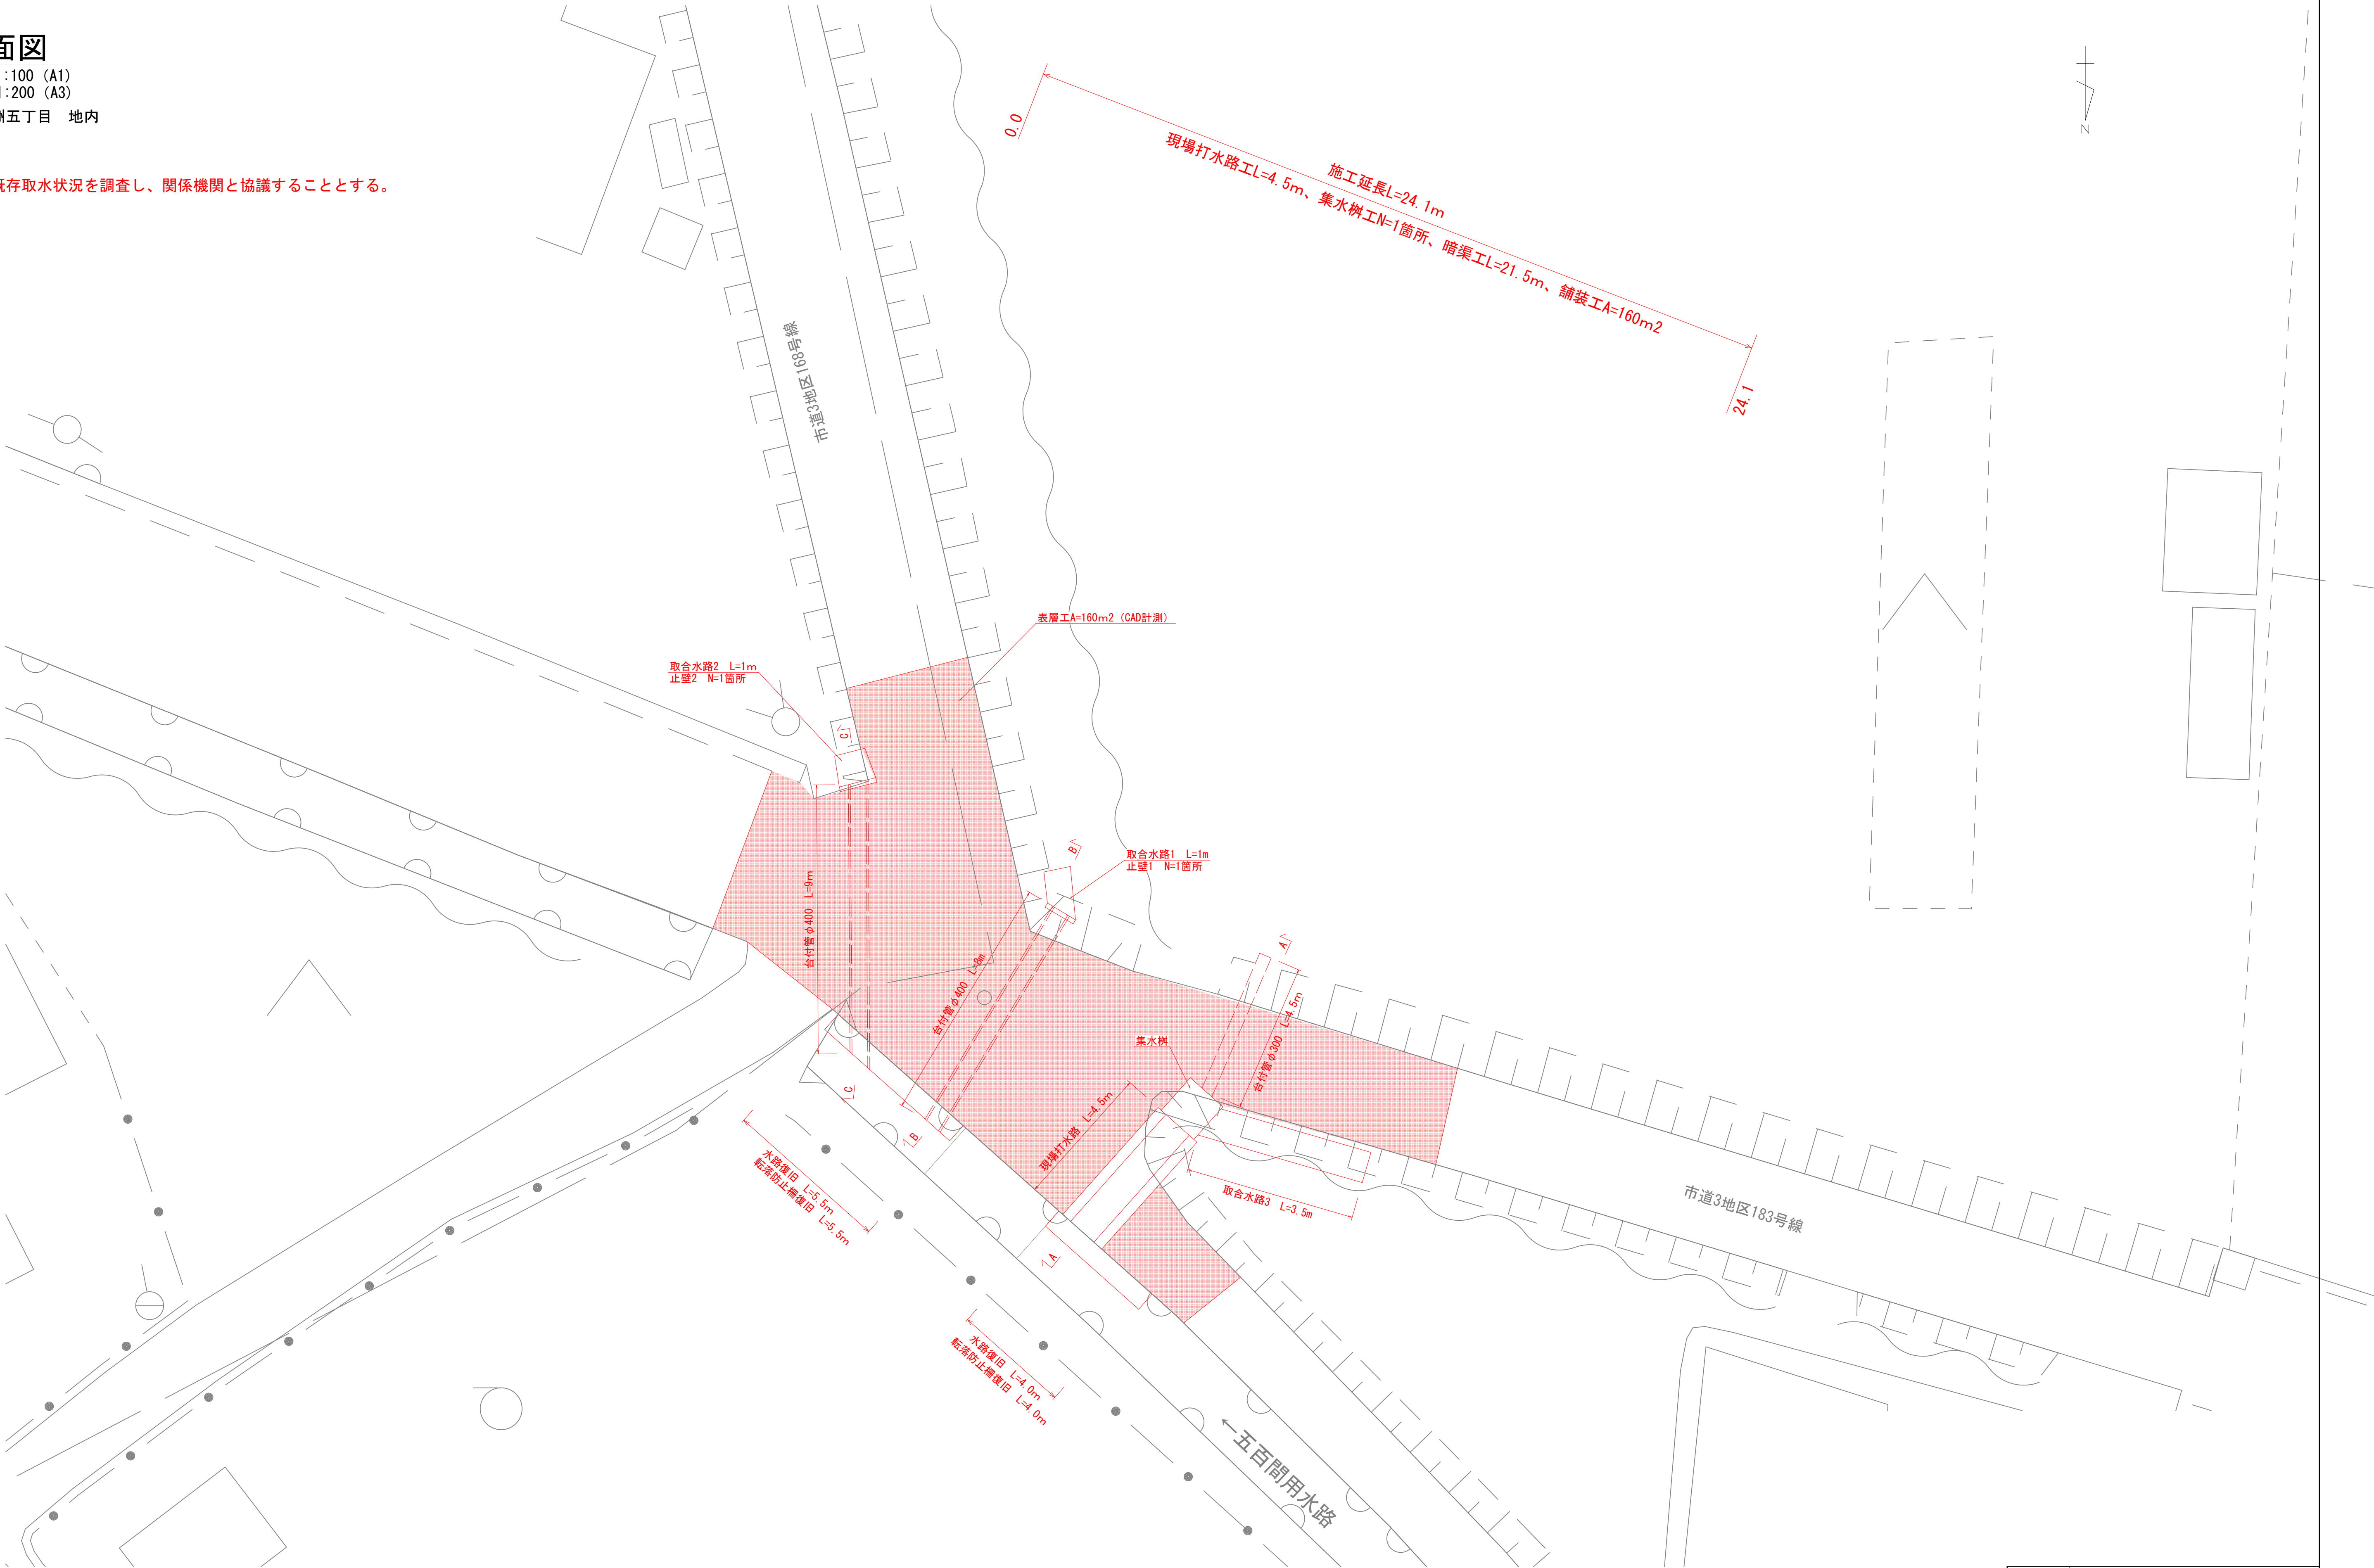 面図
:100 (A1)
1:200 (A3)
五丁目　地内
既存取水状況を調査し、関係機関と協議することとする。
0.0
施工延長L=24.1m
現場打水路工L=4.5m、集水桝工N=1箇所、暗渠工L=21.5m、舗装工A=160m2
24.1
N
市道3地区168号線
表層工A=160m2（CAD計測）
取合水路2　L=1m
止壁2　N=1箇所
C
B
取合水路1　L=1m
止壁1　N=1箇所
台付管φ400　L=9m
台付管φ400　L=8m
A
台付管φ300　L=4.5m
集水桝
現場打水路　L=4.5m
C
B
水路復旧　L=5.5m
転落防止柵復旧　L=5.5m
取合水路3　L=3.5m
市道3地区183号線
A
水路復旧　L=4.0m
転落防止柵復旧　L=4.0m
←五百間用水路